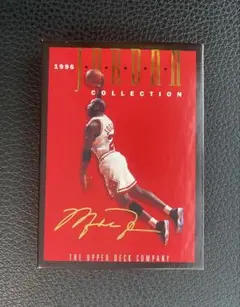 1996
JORDAN
COLLECTION
THE UPPER DECK COMPANY